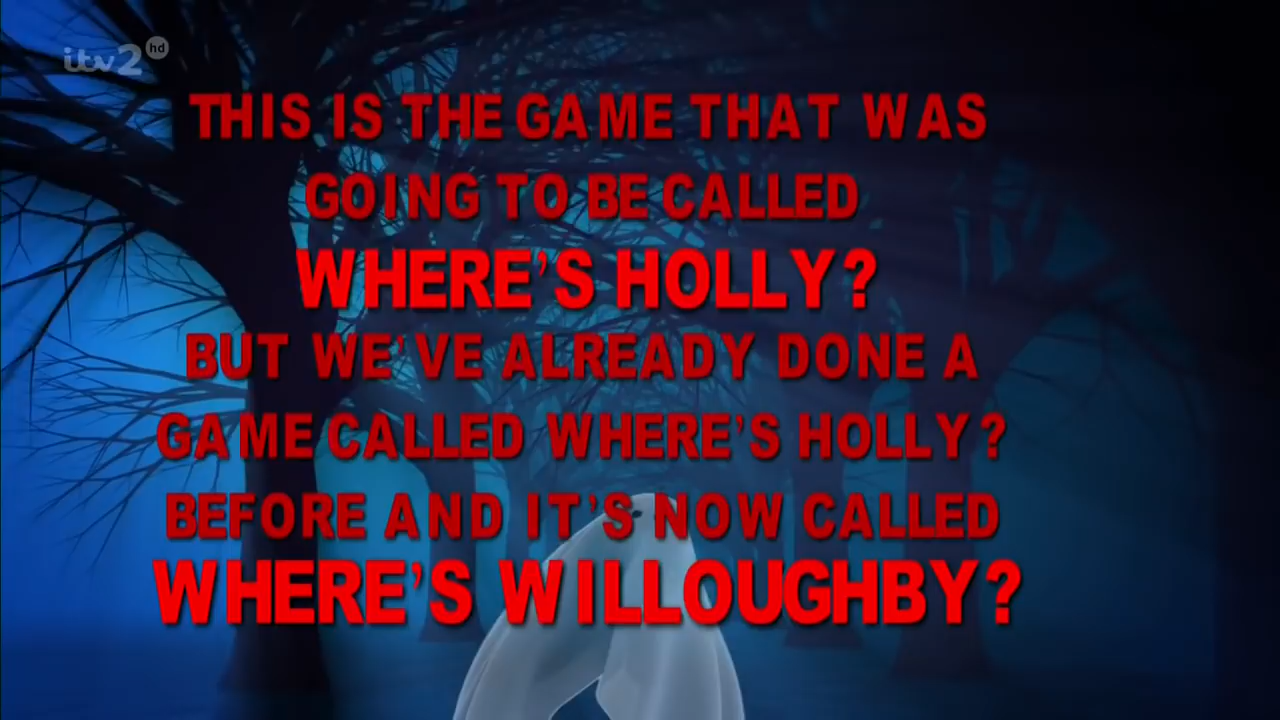 itv2 hd
THIS IS THE GAME THAT WAS
GOING TO BE CALLED
WHERE'S HOLLY?
BUT WE'VE ALREADY DONE A
GAME CALLED WHERE'S HOLLY?
BEFORE AND IT'S NOW CALLED
WHERE'S WILLOUGHBY?